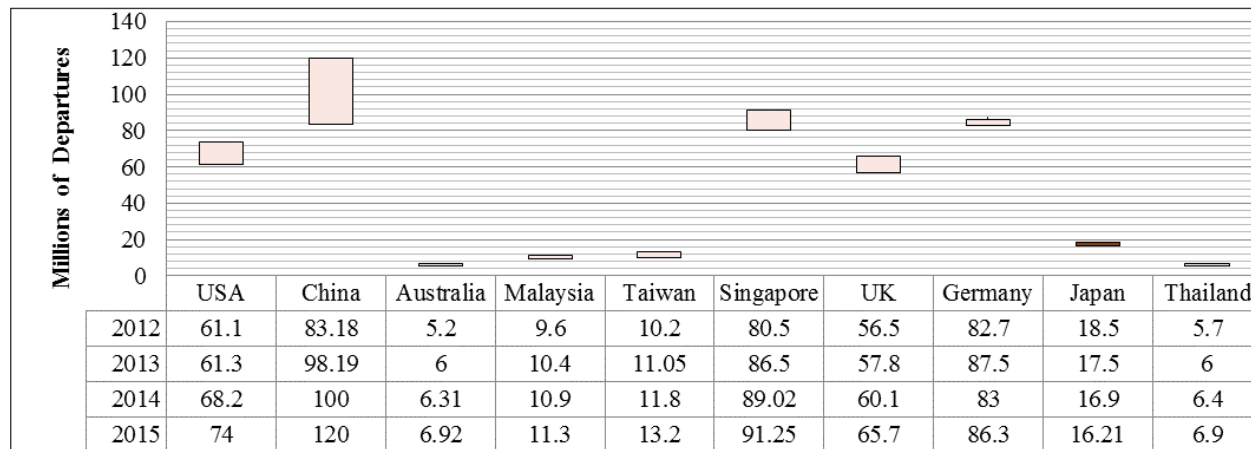 Millions of Departures
140
120
100
80
60
40
20
0
USA China Australia Malaysia Taiwan Singapore UK Germany Japan Thailand
2012 61.1 83.18 5.2 9.6 10.2 80.5 56.5 82.7 18.5 5.7
2013 61.3 98.19 6 10.4 11.05 86.5 57.8 87.5 17.5 6
2014 68.2 100 6.31 10.9 11.8 89.02 60.1 83 16.9 6.4
2015 74 120 6.92 11.3 13.2 91.25 65.7 86.3 16.21 6.9